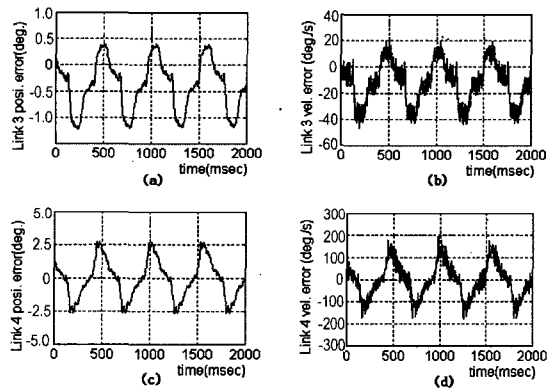 Link 3 posi. error(deg.)
1.0
0.5
0
-0.5
-1.0
0 500 1000 1500 2000
time(msec)
(a)
Link 3 vel. error (deg./s)
40
20
0
-20
-40
-60
0 500 1000 1500 2000
time(msec)
(b)
Link 4 posi. error(deg.)
5.0
2.5
0
-2.5
-5.0
0 500 1000 1500 2000
time(msec)
(c)
Link 4 vel. error (deg./s)
300
200
100
0
-100
-200
-300
0 500 1000 1500 2000
time(msec)
(d)